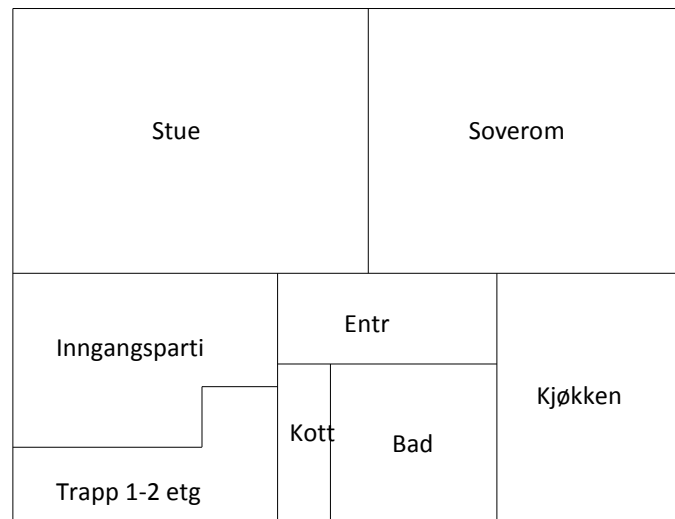 Stue
Soverom
Entr
Inngangsparti
Kjøkken
Kott
Bad
Trapp 1-2 etg